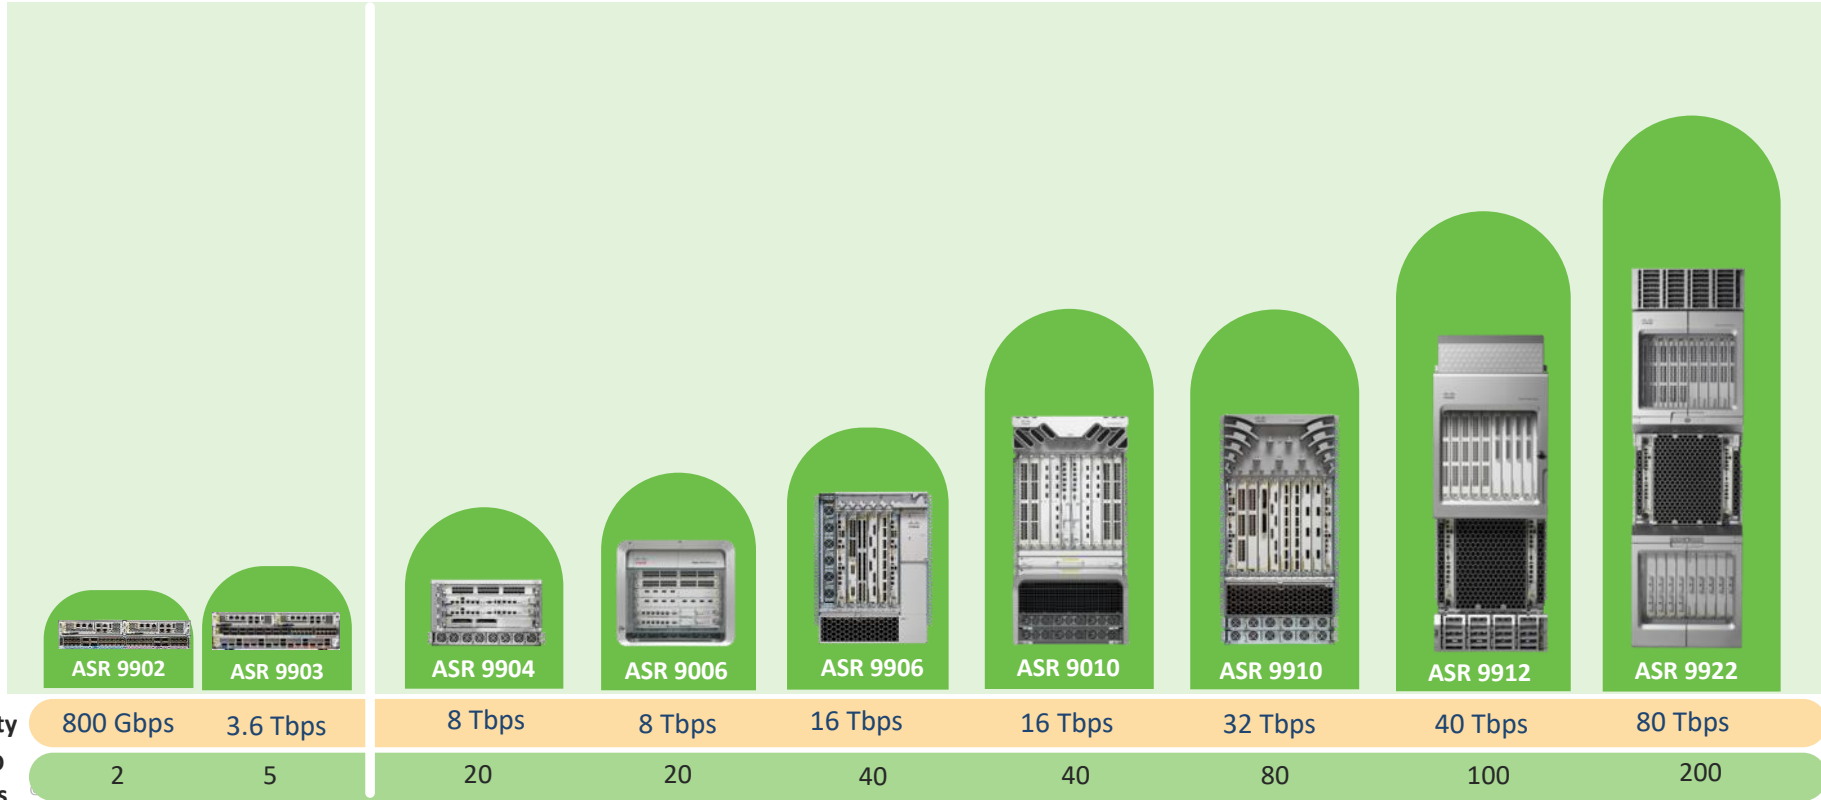 ASR 9902
ASR 9903
ASR 9904
ASR 9006
ASR 9906
ASR 9010
ASR 9910
ASR 9912
ASR 9922
ty 800 Gbps 3.6 Tbps 8 Tbps 8 Tbps 16 Tbps 16 Tbps 32 Tbps 40 Tbps 80 Tbps
2 5 20 20 40 40 80 100 200
s